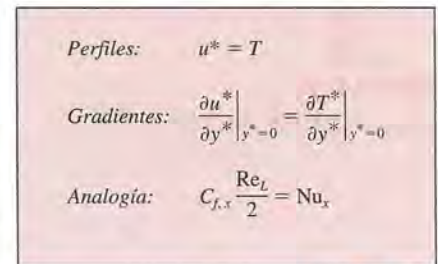 Perfiles: u* = T
Gradientes: ∂u*/∂y*|y*=0 = ∂T*/∂y*|y*=0
Analogía: Cf,x ReL/2 = Nux